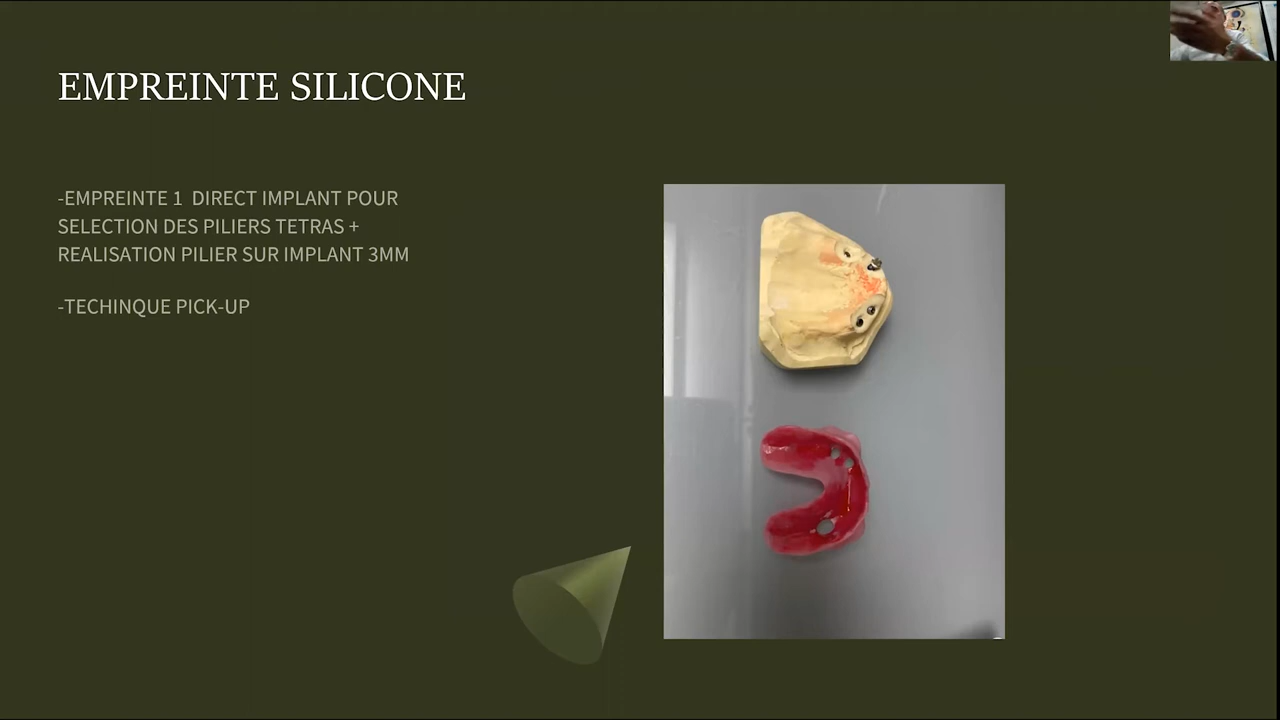 EMPREINTE SILICONE
-EMPREINTE 1  DIRECT IMPLANT POUR
SELECTION DES PILIERS TETRAS +
REALISATION PILIER SUR IMPLANT 3MM
-TECHINQUE PICK-UP